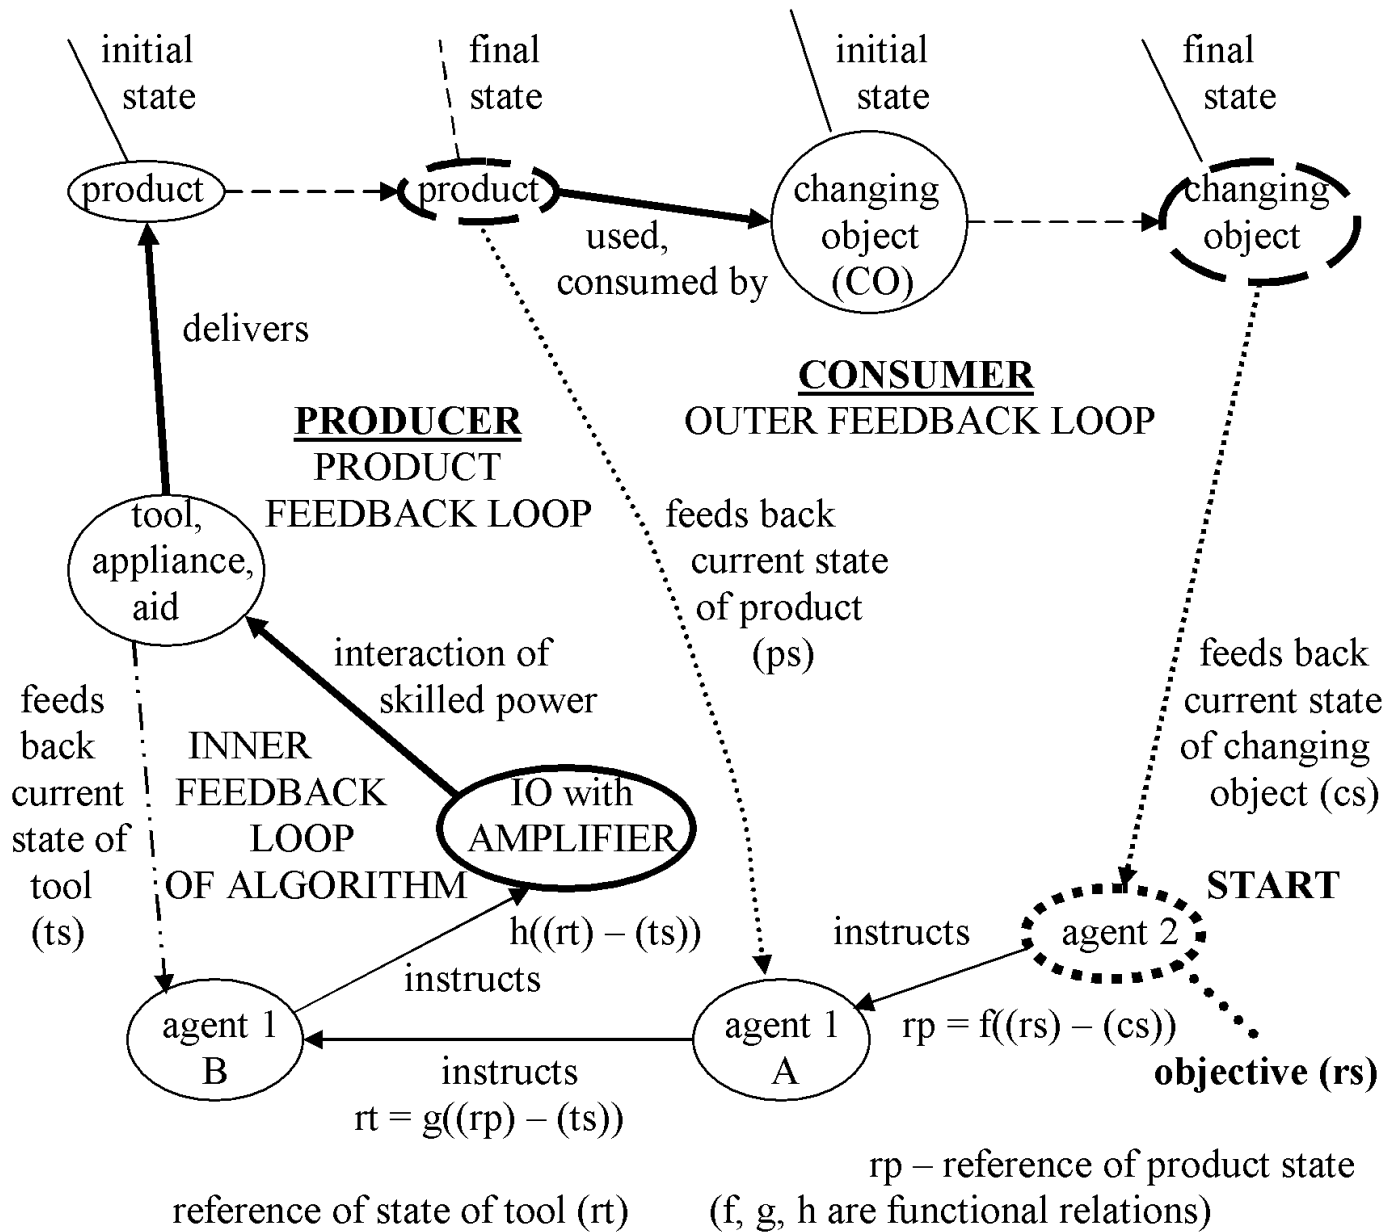 initial
state
final
state
initial
state
final
state
product
product
changing
object
(CO)
changing
object
used,
consumed by
delivers
PRODUCER
PRODUCT
FEEDBACK LOOP
CONSUMER
OUTER FEEDBACK LOOP
tool,
appliance,
aid
feeds back
current state
of product
(ps)
interaction of
skilled power
feeds back
current state
of changing
object (cs)
feeds
back
current
state of
tool
(ts)
INNER
FEEDBACK
LOOP
OF ALGORITHM
IO with
AMPLIFIER
h((rt) – (ts))
instructs
START
agent 2
instructs
rp = f((rs) – (cs))
objective (rs)
agent 1
B
agent 1
A
instructs
rt = g((rp) – (ts))
rp – reference of product state
reference of state of tool (rt)
(f, g, h are functional relations)